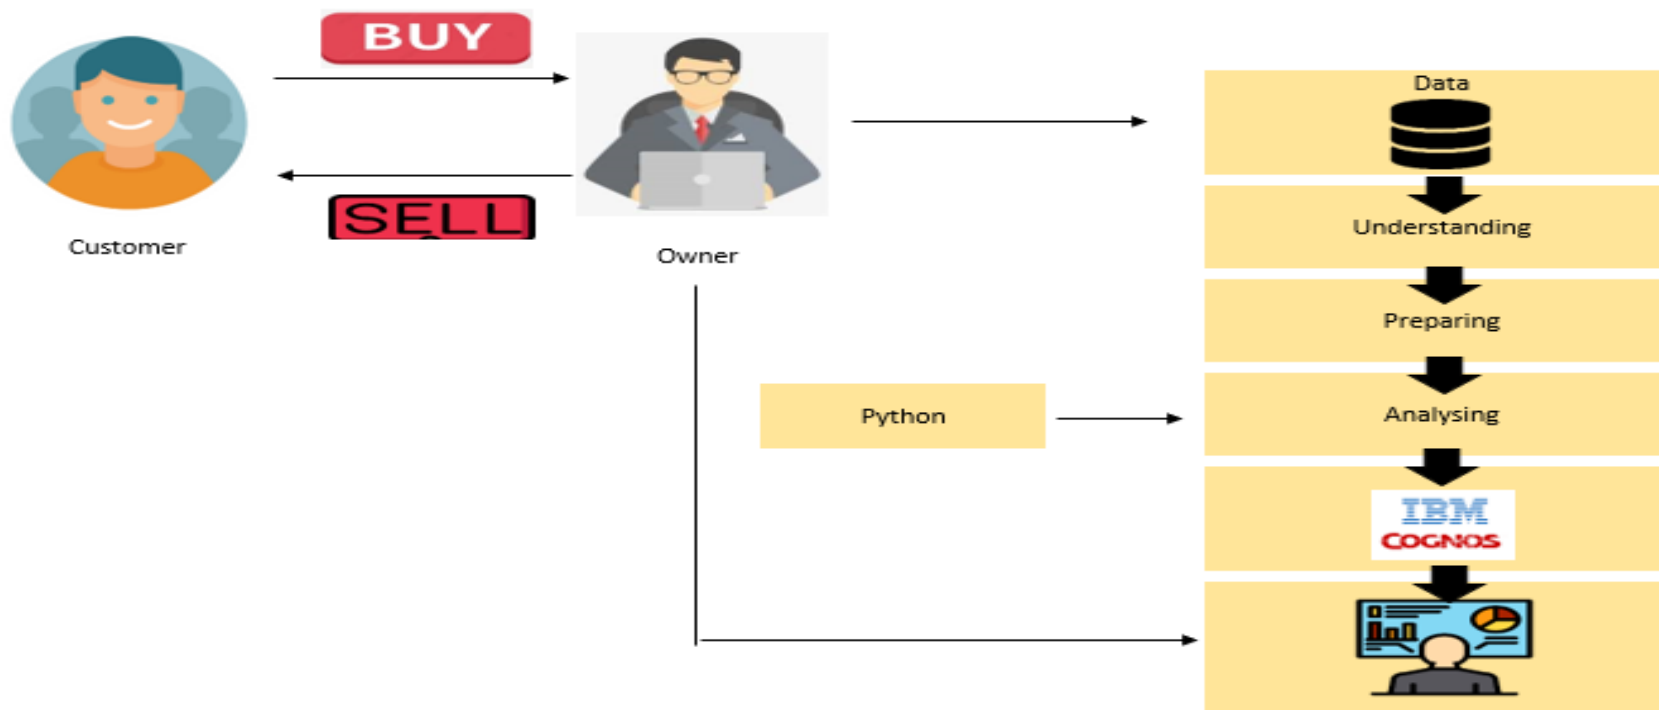 BUY
SELL
Customer
Owner
Data
Understanding
Preparing
Python
Analysing
IBM
COGNOS